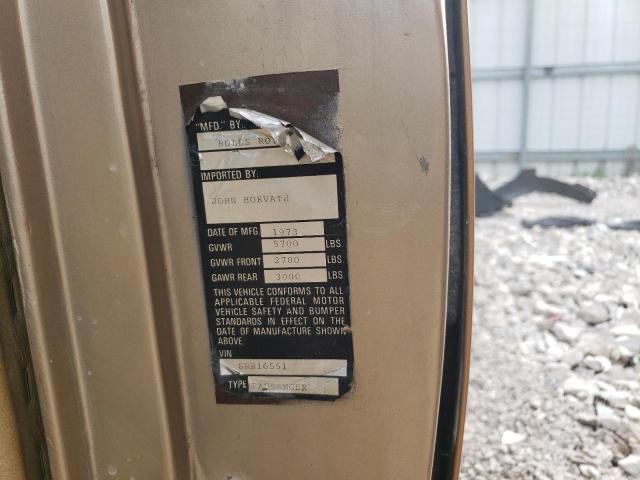 "MFD." BY:
ROLLS RO
IMPORTED BY:
JOHN HORVATH
DATE OF MFG. 1973
GVWR 5700 LBS
GVWR FRONT 2700 LBS.
GAWR REAR 3000 LBS
THIS VEHICLE CONFORMS TO ALL
APPLICABLE FEDERAL MOTOR
VEHICLE SAFETY AND BUMPER
STANDARDS IN EFFECT ON THE
DATE OF MANUFACTURE SHOWN
ABOVE
VIN
SRH16551
TYPE PASSENGER